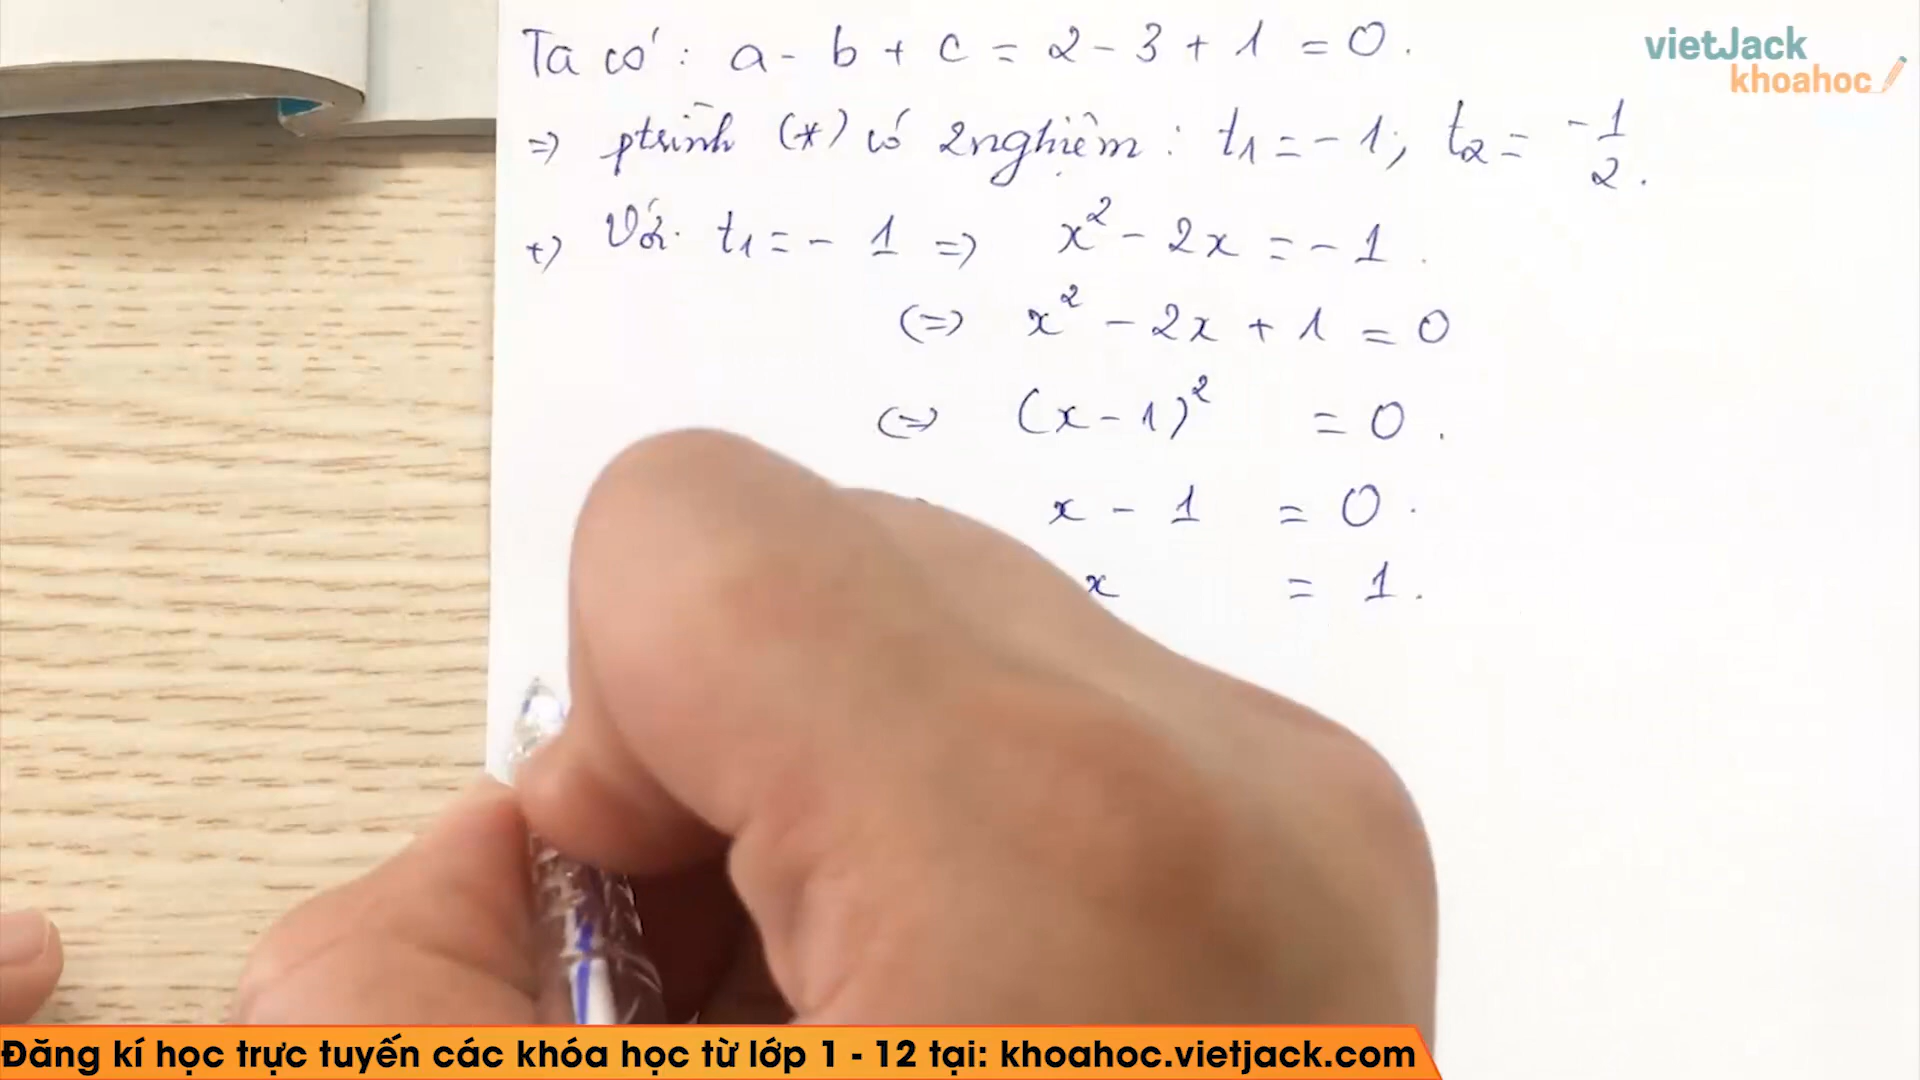 Ta có: a - b + c = 2 - 3 + 1 = 0.
vietJack
khoahoc
=> ptrình (*) có 2 nghiệm: t1 = -1; t2 = -1/2.
+) Với t1 = -1 => x² - 2x = -1.
<=> x² - 2x + 1 = 0
<=> (x - 1)² = 0.
x - 1 = 0.
x = 1.
Đăng kí học trực tuyến các khóa học từ lớp 1 - 12 tại: khoahoc.vietjack.com